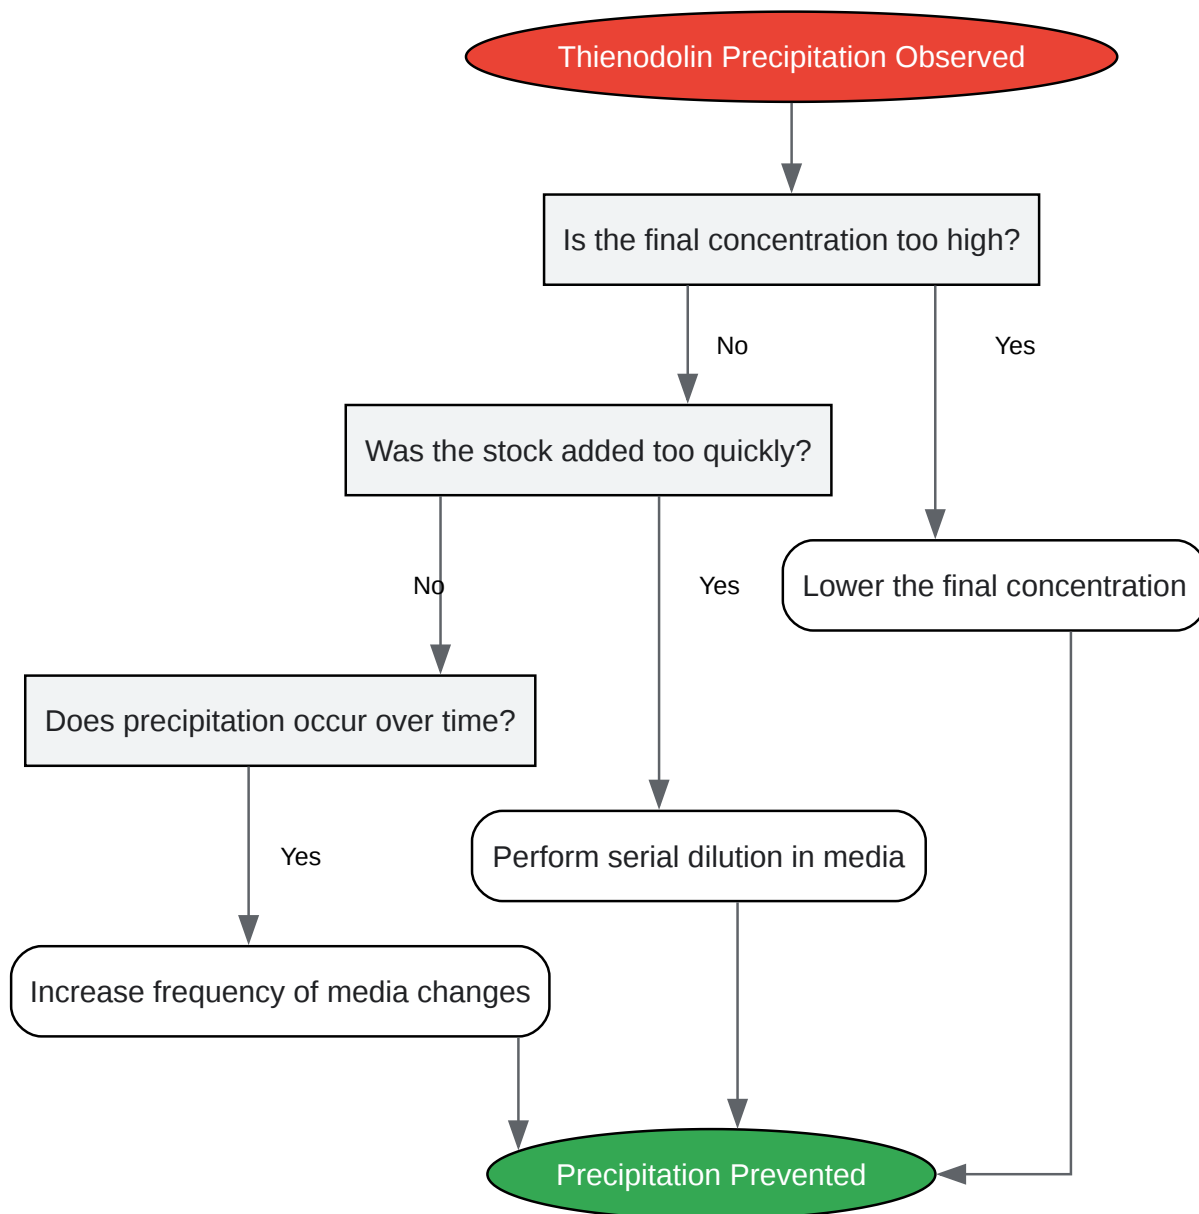 Thienodolin Precipitation Observed
Is the final concentration too high?
No
Yes
Was the stock added too quickly?
No
Yes
Lower the final concentration
Does precipitation occur over time?
Yes
Perform serial dilution in media
Increase frequency of media changes
Precipitation Prevented